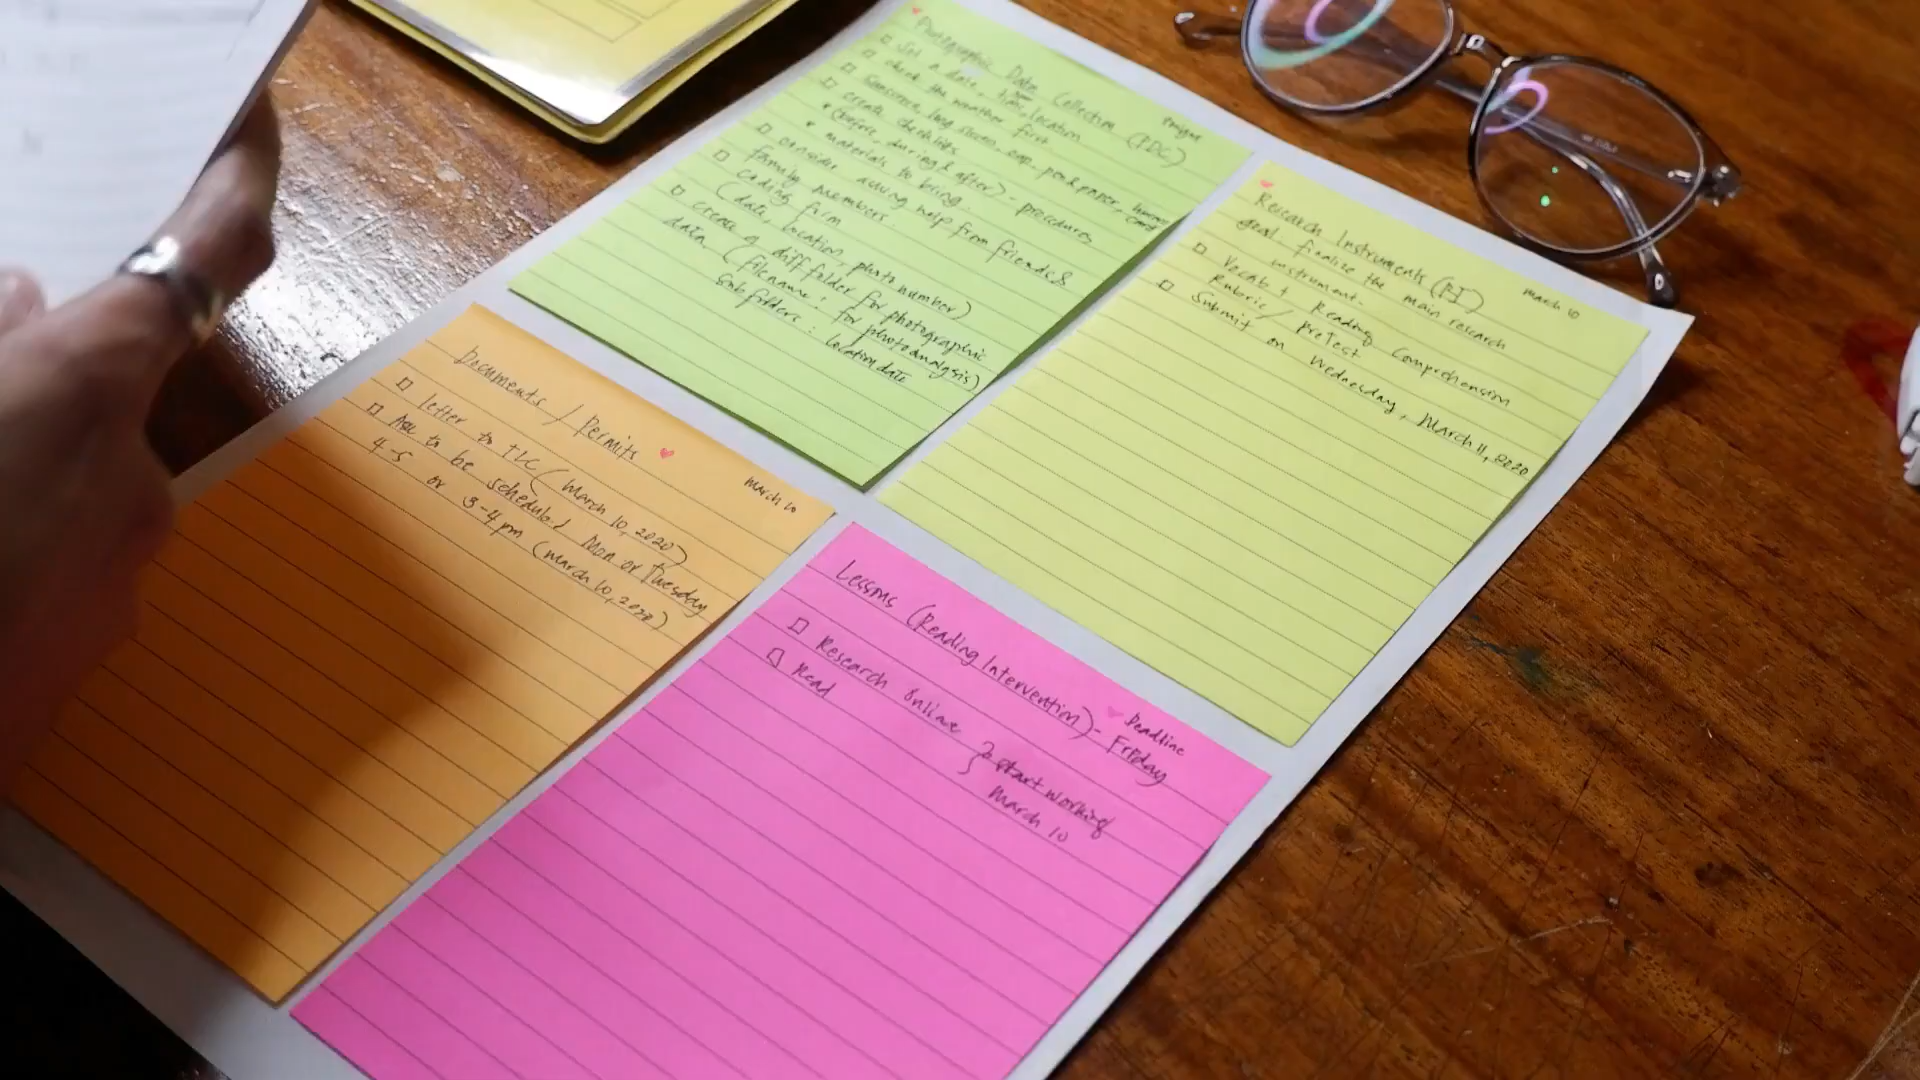 Photographic Data Collection (PDC)
□ Set a date, time, location
□ check the weather first.
□ sunscreen, long sleeves, cap, pen & paper,
□ create checklists
• (before, during & after) - procedures
• materials to bring.
□ consider asking help from friends &
family members
□ Coding firm
(date, location, photo number)
□ create a diff folder for photographic
data (filename: for photo analysis)
Sub folders: location, date
Research Instruments (RI)
march 10
goal: finalize the main research
instrument.
□ Vocab + Reading Comprehension
Rubric / PreTest
□ Submit on Wednesday, March 11, 2020
Documents / Permits
march 10
□ letter to TLC (March 10, 2020)
□ Ask to be scheduled Mon or Tuesday
4-5 or 3-4 pm (march 10, 2020)
Lessons (Reading Intervention) - Deadline
Friday
□ Research online
□ Read
start working
March 10